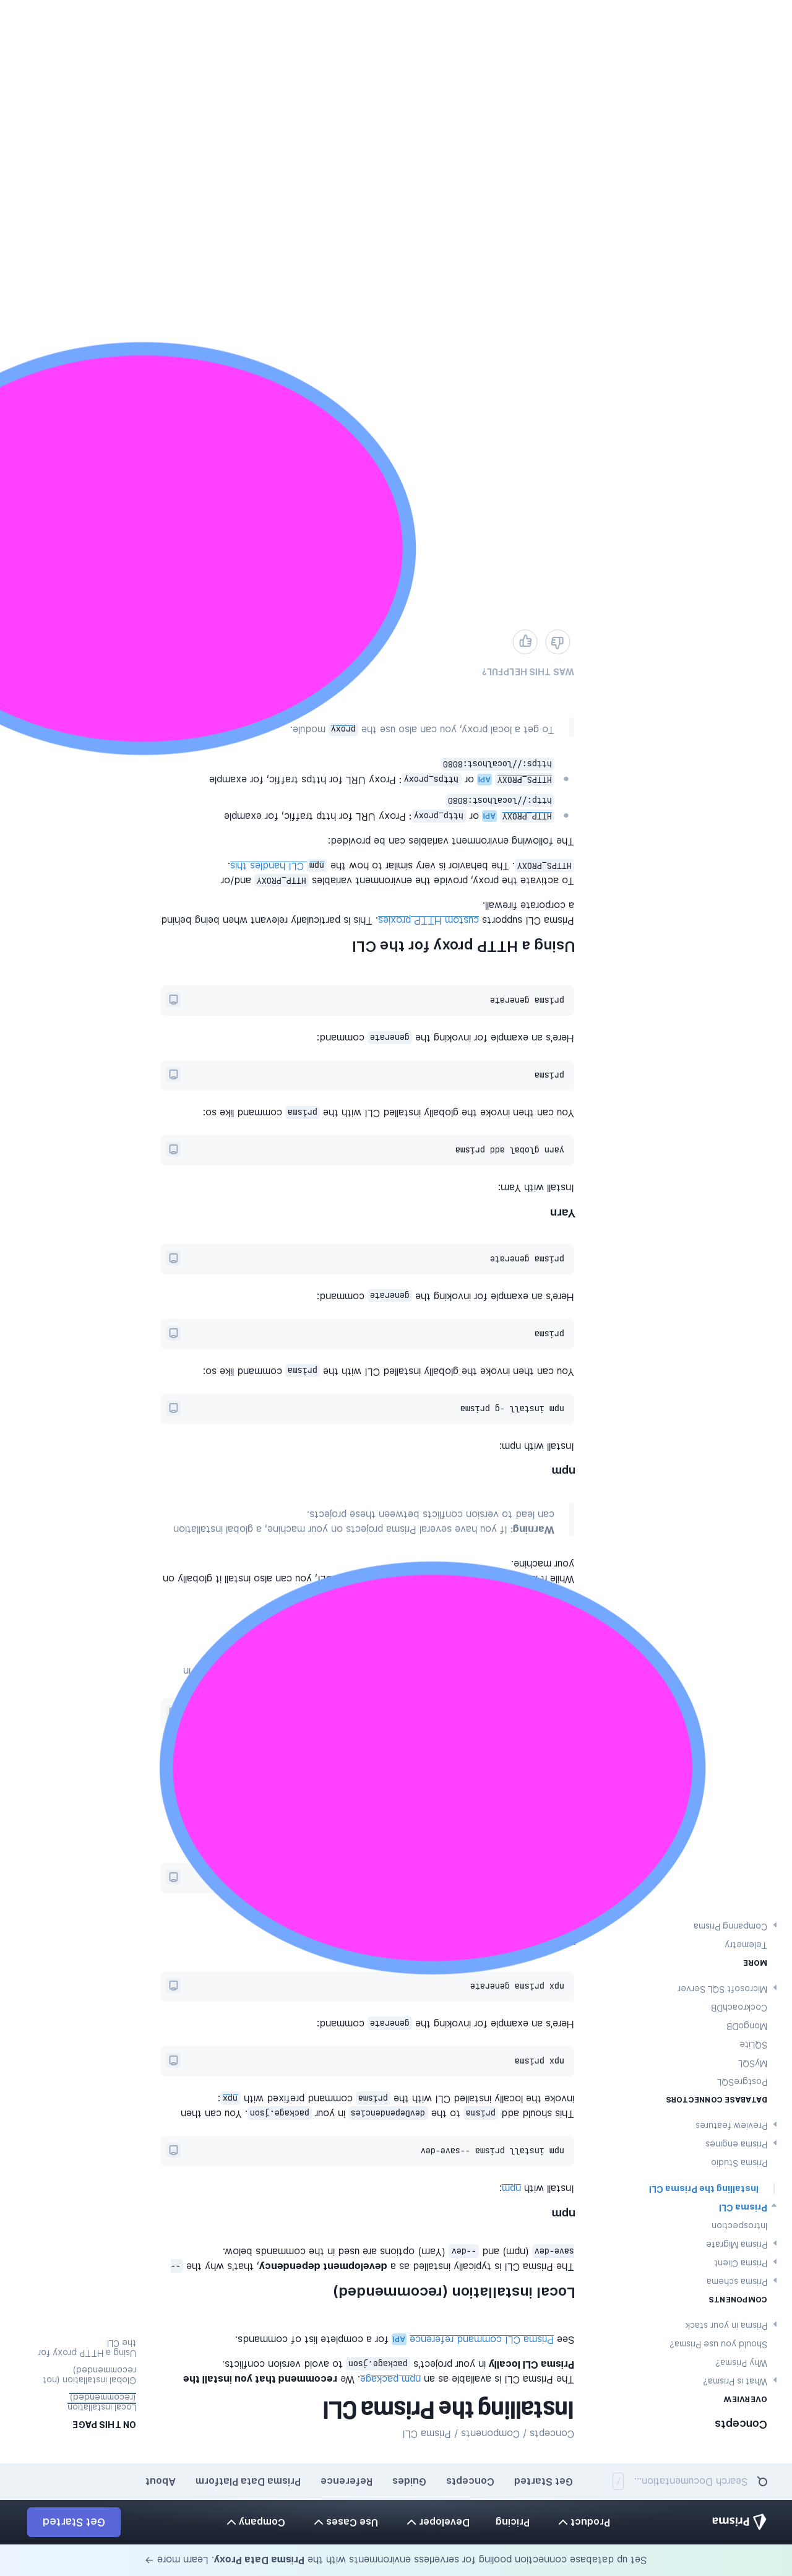 Set up database connection pooling for serverless environments with the Prisma Data Proxy. Learn more →
Prisma
Product
Pricing
Developer
Use Cases
Company
Get Started
Search Documentation...
/
Get Started
Concepts
Guides
Reference
Prisma Data Platform
About
Concepts
OVERVIEW
What is Prisma?
Why Prisma?
Should you use Prisma?
Prisma in your stack
COMPONENTS
Prisma schema
Prisma Client
Prisma Migrate
Introspection
Prisma CLI
Installing the Prisma CLI
Prisma Studio
Prisma engines
Preview features
DATABASE CONNECTORS
PostgreSQL
MySQL
SQLite
MongoDB
CockroachDB
Microsoft SQL Server
MORE
Telemetry
Comparing Prisma
Concepts / Components / Prisma CLI
Installing the Prisma CLI
The Prisma CLI is available as an npm package. We recommend that you install the
Prisma CLI locally in your project's package.json to avoid version conflicts.
See Prisma CLI command reference API for a complete list of commands.
Local installation (recommended)
The Prisma CLI is typically installed as a development dependency, that's why the --
save-dev (npm) and --dev (Yarn) options are used in the commands below.
npm
Install with npm:
npm install prisma --save-dev
This should add prisma to the devDependencies in your package.json. You can then
invoke the locally installed CLI with the prisma command prefixed with npx:
npx prisma
Here's an example for invoking the generate command:
npx prisma generate
in
While it
, you can also install it globally on
your machine.
Warning: If you have several Prisma projects on your machine, a global installation
can lead to version conflicts between these projects.
npm
Install with npm:
npm install -g prisma
You can then invoke the globally installed CLI with the prisma command like so:
prisma
Here's an example for invoking the generate command:
prisma generate
Yarn
Install with Yarn:
yarn global add prisma
You can then invoke the globally installed CLI with the prisma command like so:
prisma
Here's an example for invoking the generate command:
prisma generate
Using a HTTP proxy for the CLI
Prisma CLI supports custom HTTP proxies. This is particularly relevant when being behind
a corporate firewall.
To activate the proxy, provide the environment variables HTTP_PROXY and/or
HTTPS_PROXY. The behavior is very similar to how the npm CLI handles this.
The following environment variables can be provided:
HTTP_PROXY API or http_proxy: Proxy URL for http traffic, for example
http://localhost:8080
HTTPS_PROXY API or https_proxy: Proxy URL for https traffic, for example
https://localhost:8080
To get a local proxy, you can also use the proxy module.
WAS THIS HELPFUL?
ON THIS PAGE
Local installation
(recommended)
Global installation (not
recommended)
Using a HTTP proxy for
the CLI